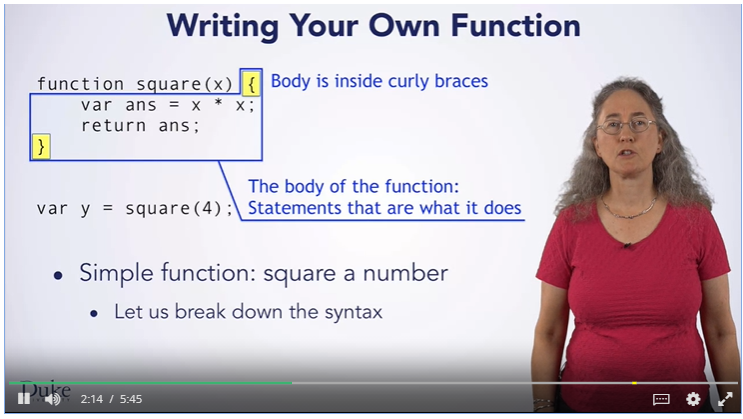 Writing Your Own Function
function square(x) {
Body is inside curly braces
var ans = x * x;
return ans;
}
The body of the function:
Statements that are what it does
var y = square(4);
• Simple function: square a number
• Let us break down the syntax
Duke
2:14 / 5:45